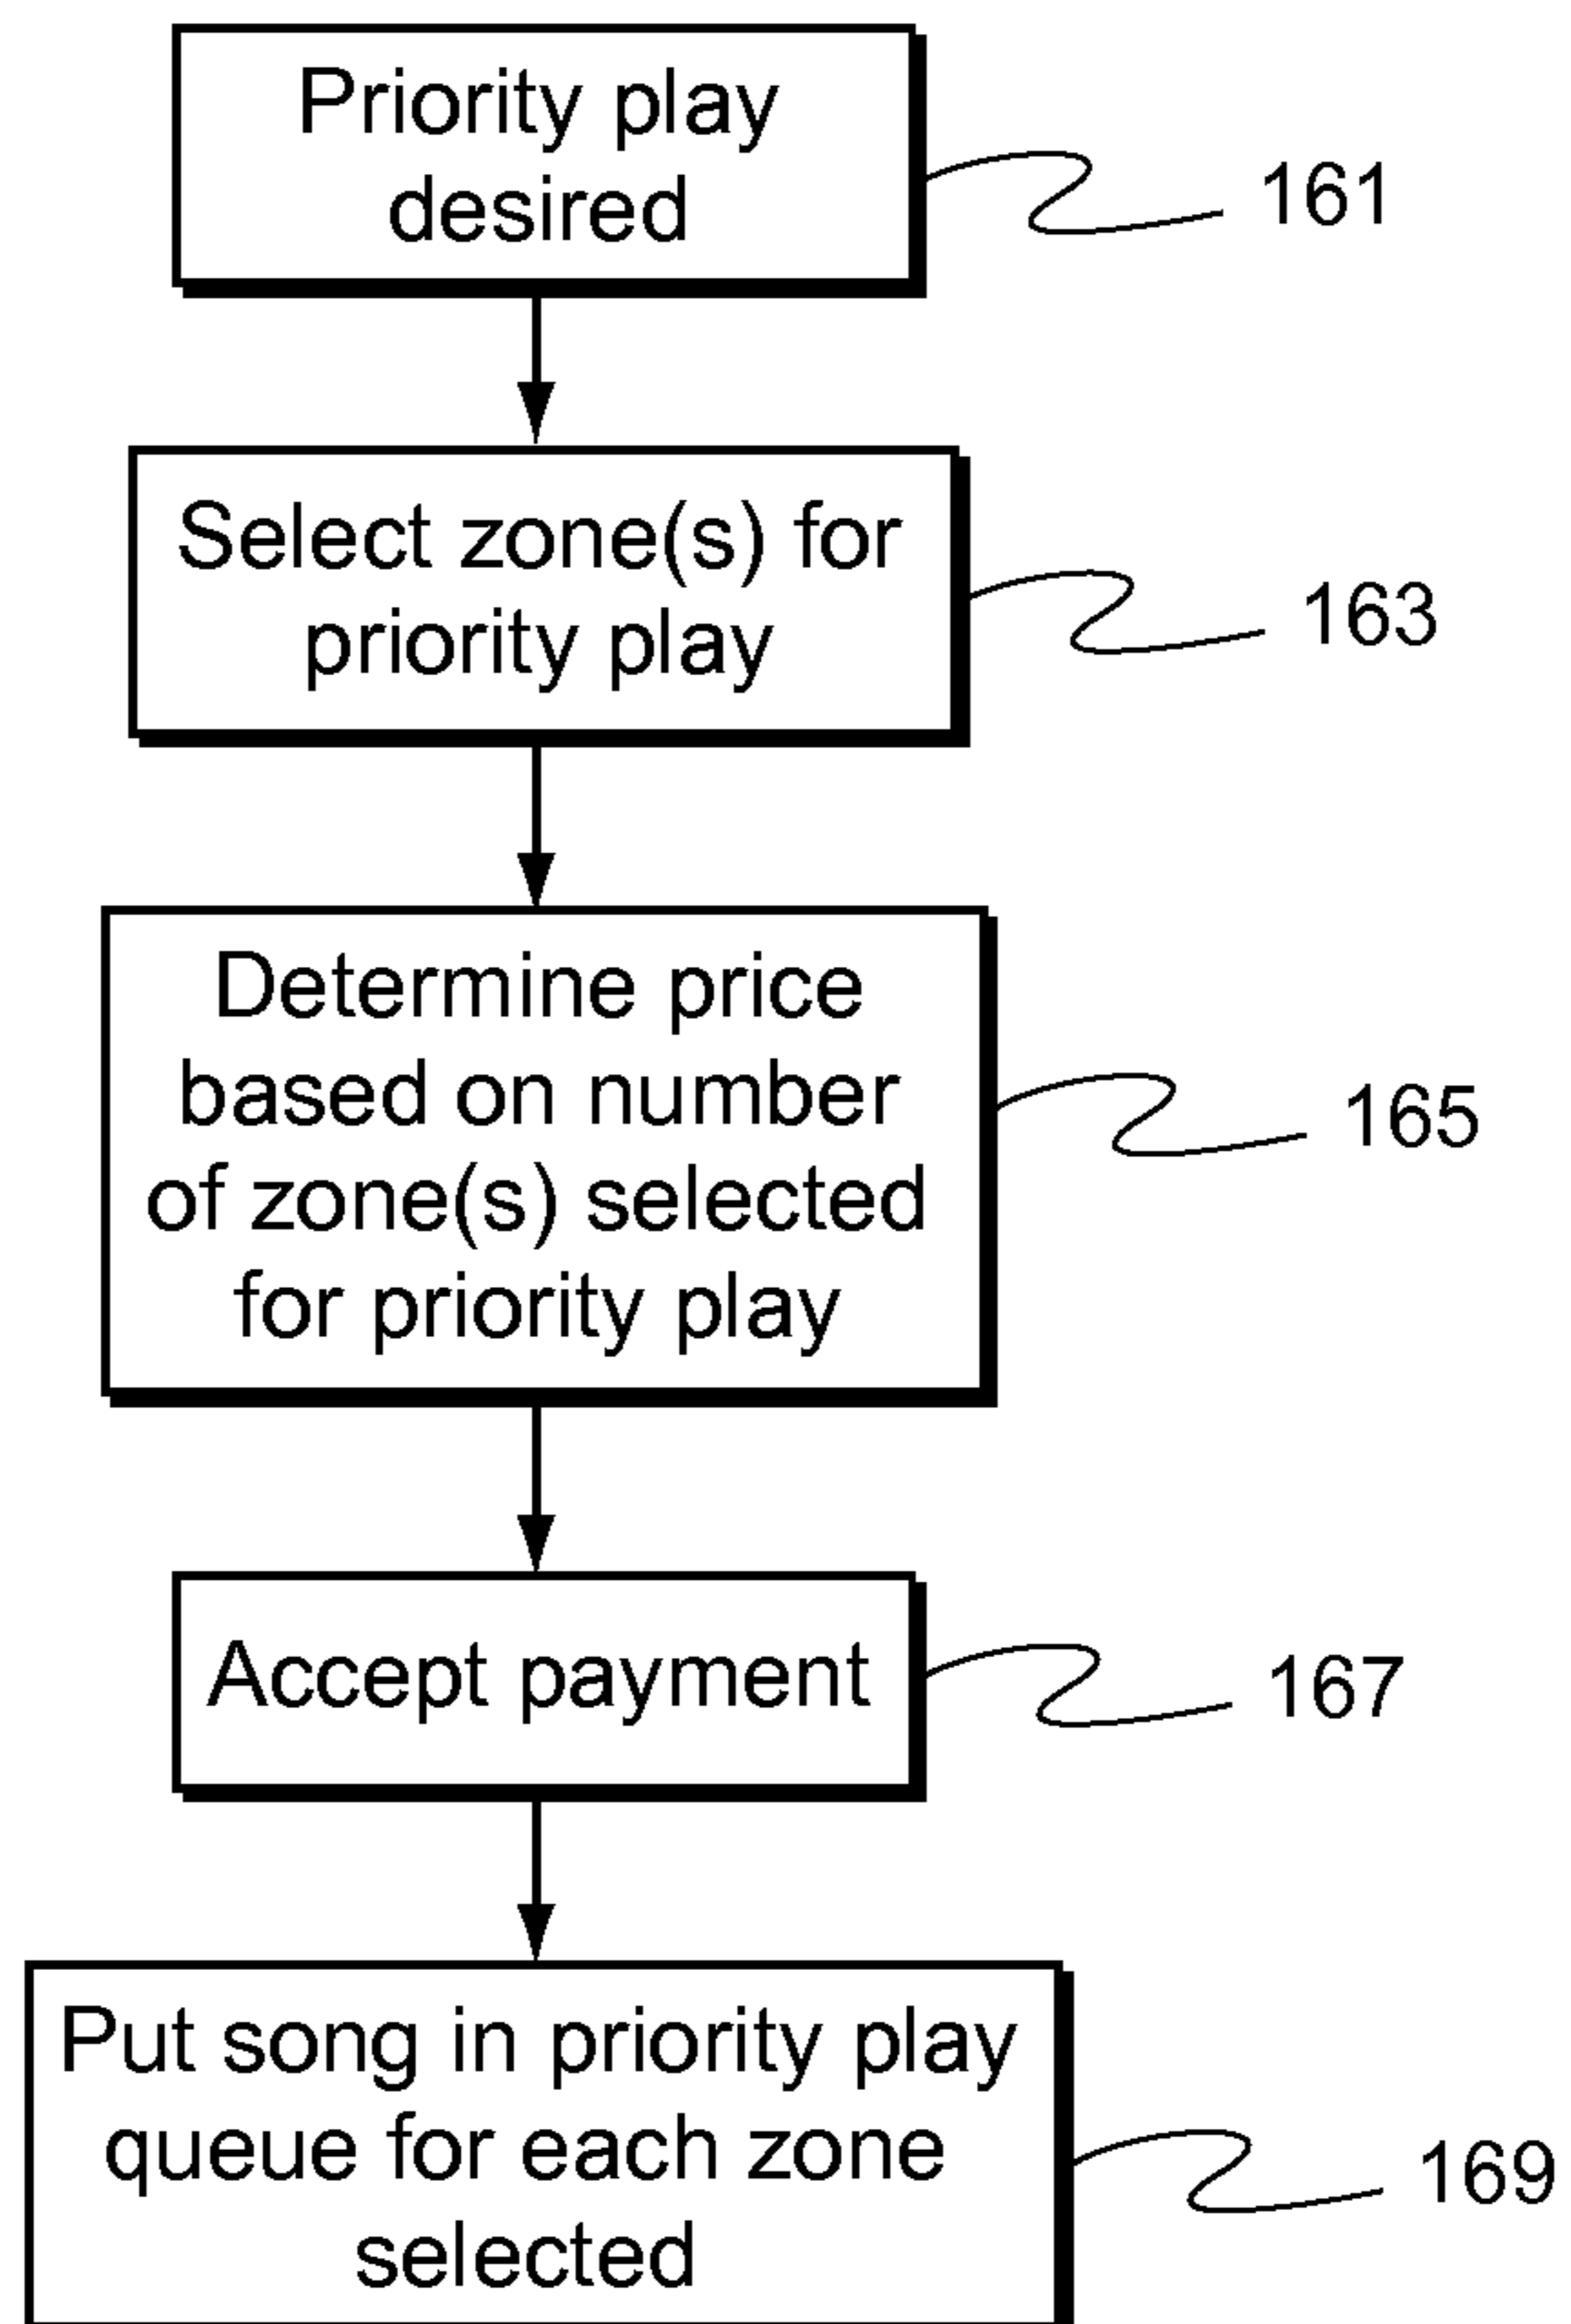 Priority play
desired
161
Select zone(s) for
priority play
163
Determine price
based on number
of zone(s) selected
for priority play
165
Accept payment
167
Put song in priority play
queue for each zone
selected
169